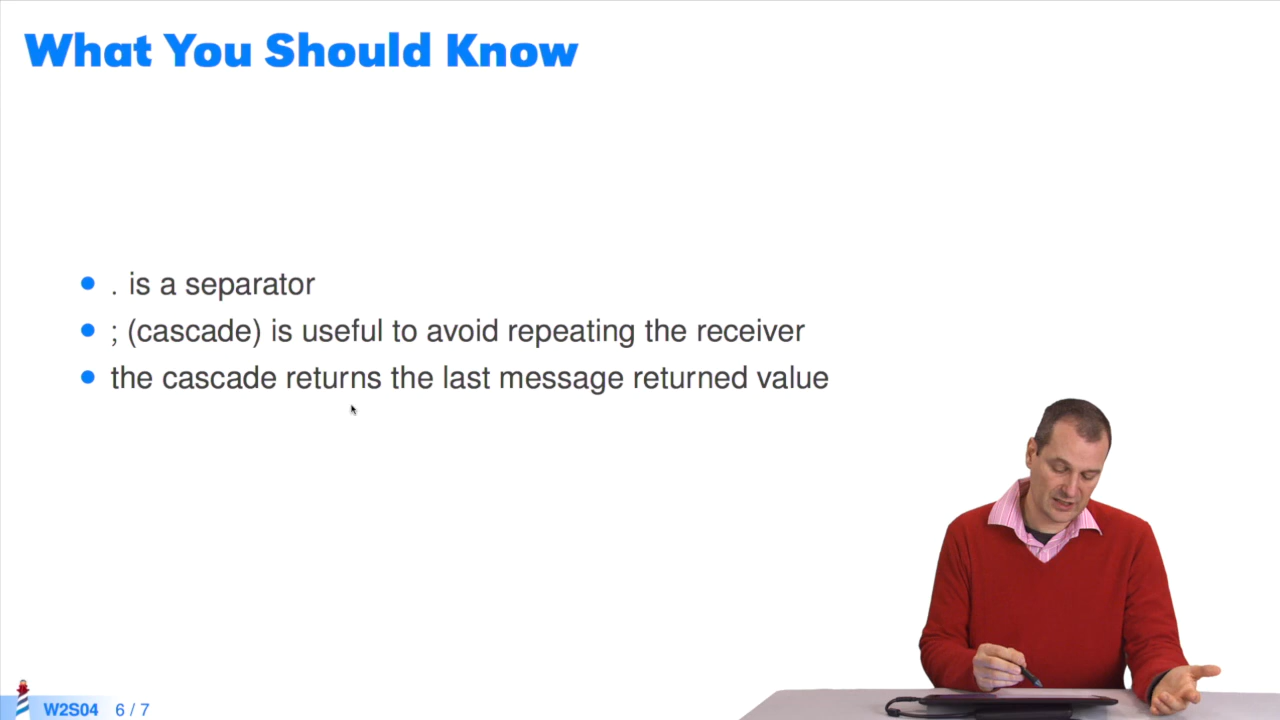 What You Should Know
. is a separator
; (cascade) is useful to avoid repeating the receiver
the cascade returns the last message returned value
W2S04 6 / 7